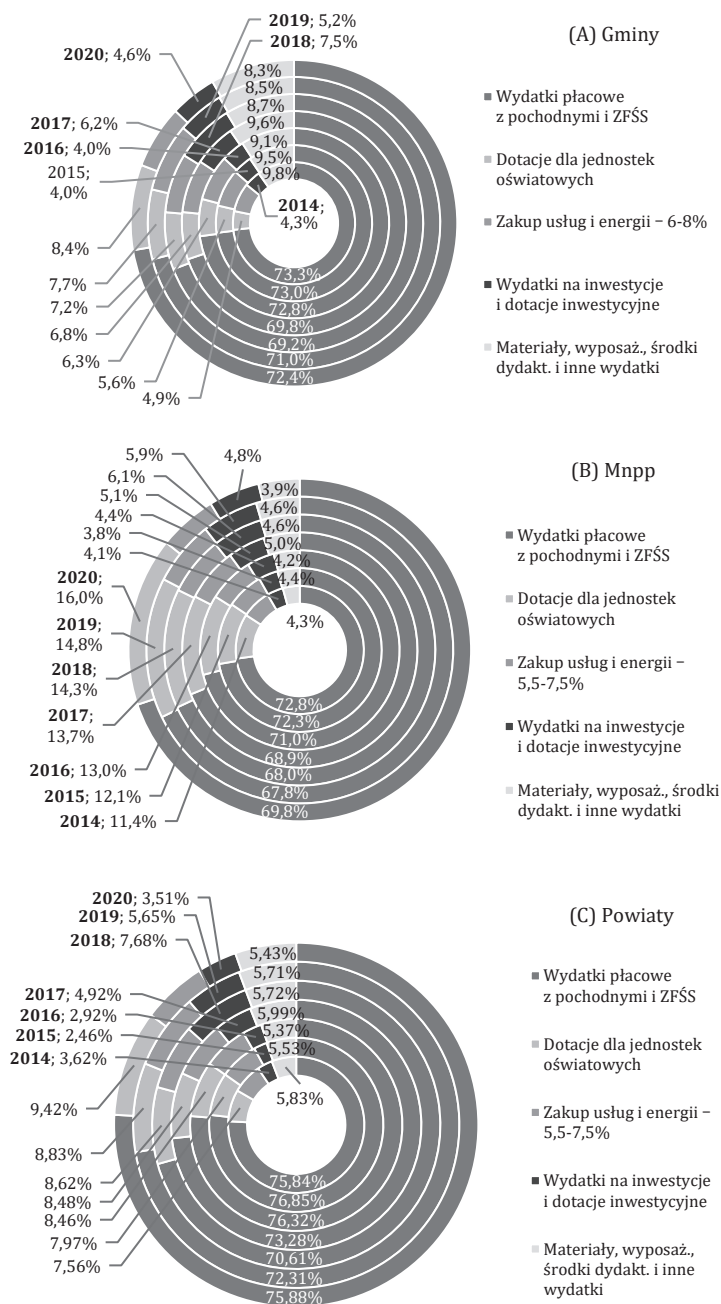 (A) Gminy
2019; 5,2%
2018; 7,5%
2020; 4,6%
2017; 6,2%
2016; 4,0%
2015;
4,0%
2014;
4,3%
8,3%
8,5%
8,7%
9,6%
9,1%
9,5%
9,8%
8,4%
7,7%
7,2%
6,8%
6,3%
5,6%
4,9%
73,3%
73,0%
72,8%
69,8%
69,2%
71,0%
72,4%
Wydatki płacowe
z pochodnymi i ZFŚS
Dotacje dla jednostek
oświatowych
Zakup usług i energii – 6-8%
Wydatki na inwestycje
i dotacje inwestycyjne
Materiały, wyposaż., środki
dydakt. i inne wydatki
(B) Mnpp
5,9%
4,8%
6,1%
5,1%
4,4%
3,8%
4,1%
3,9%
4,6%
4,6%
5,0%
4,2%
4,4%
4,3%
2020;
16,0%
2019;
14,8%
2018;
14,3%
2017;
13,7%
2016; 13,0%
2015; 12,1%
2014; 11,4%
72,8%
72,3%
71,0%
68,9%
68,0%
67,8%
69,8%
Wydatki płacowe
z pochodnymi i ZFŚS
Dotacje dla jednostek
oświatowych
Zakup usług i energii –
5,5-7,5%
Wydatki na inwestycje
i dotacje inwestycyjne
Materiały, wyposaż., środki
dydakt. i inne wydatki
(C) Powiaty
2020; 3,51%
2019; 5,65%
2018; 7,68%
2017; 4,92%
2016; 2,92%
2015; 2,46%
2014; 3,62%
5,43%
5,71%
5,72%
5,99%
5,37%
5,53%
5,83%
9,42%
8,83%
8,62%
8,48%
8,46%
7,97%
7,56%
75,84%
76,85%
76,32%
73,28%
70,61%
72,31%
75,88%
Wydatki płacowe
z pochodnymi i ZFŚS
Dotacje dla jednostek
oświatowych
Zakup usług i energii –
5,5-7,5%
Wydatki na inwestycje
i dotacje inwestycyjne
Materiały, wyposaż.,
środki dydakt. i inne
wydatki